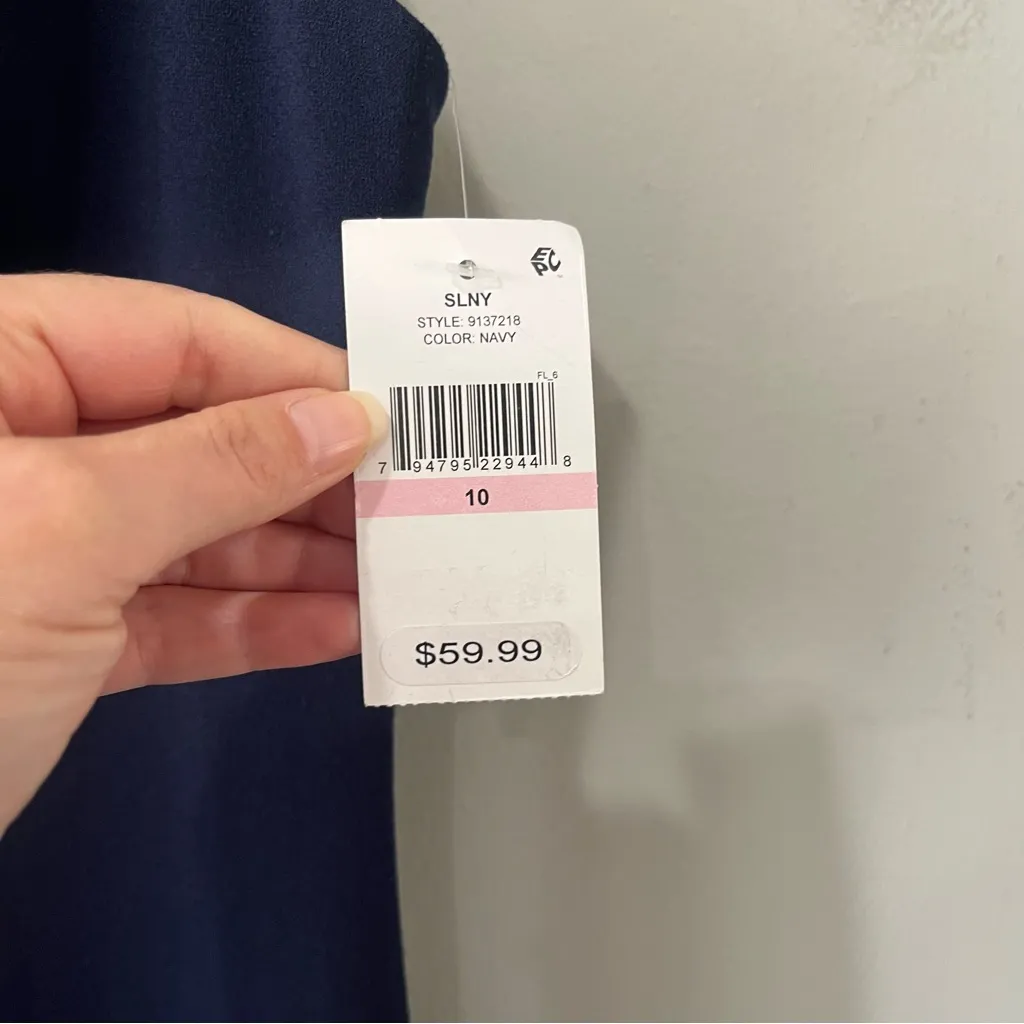 EPC
SLNY
STYLE: 9137218
COLOR: NAVY
FL_6
7 94795 22944 8
10
$59.99